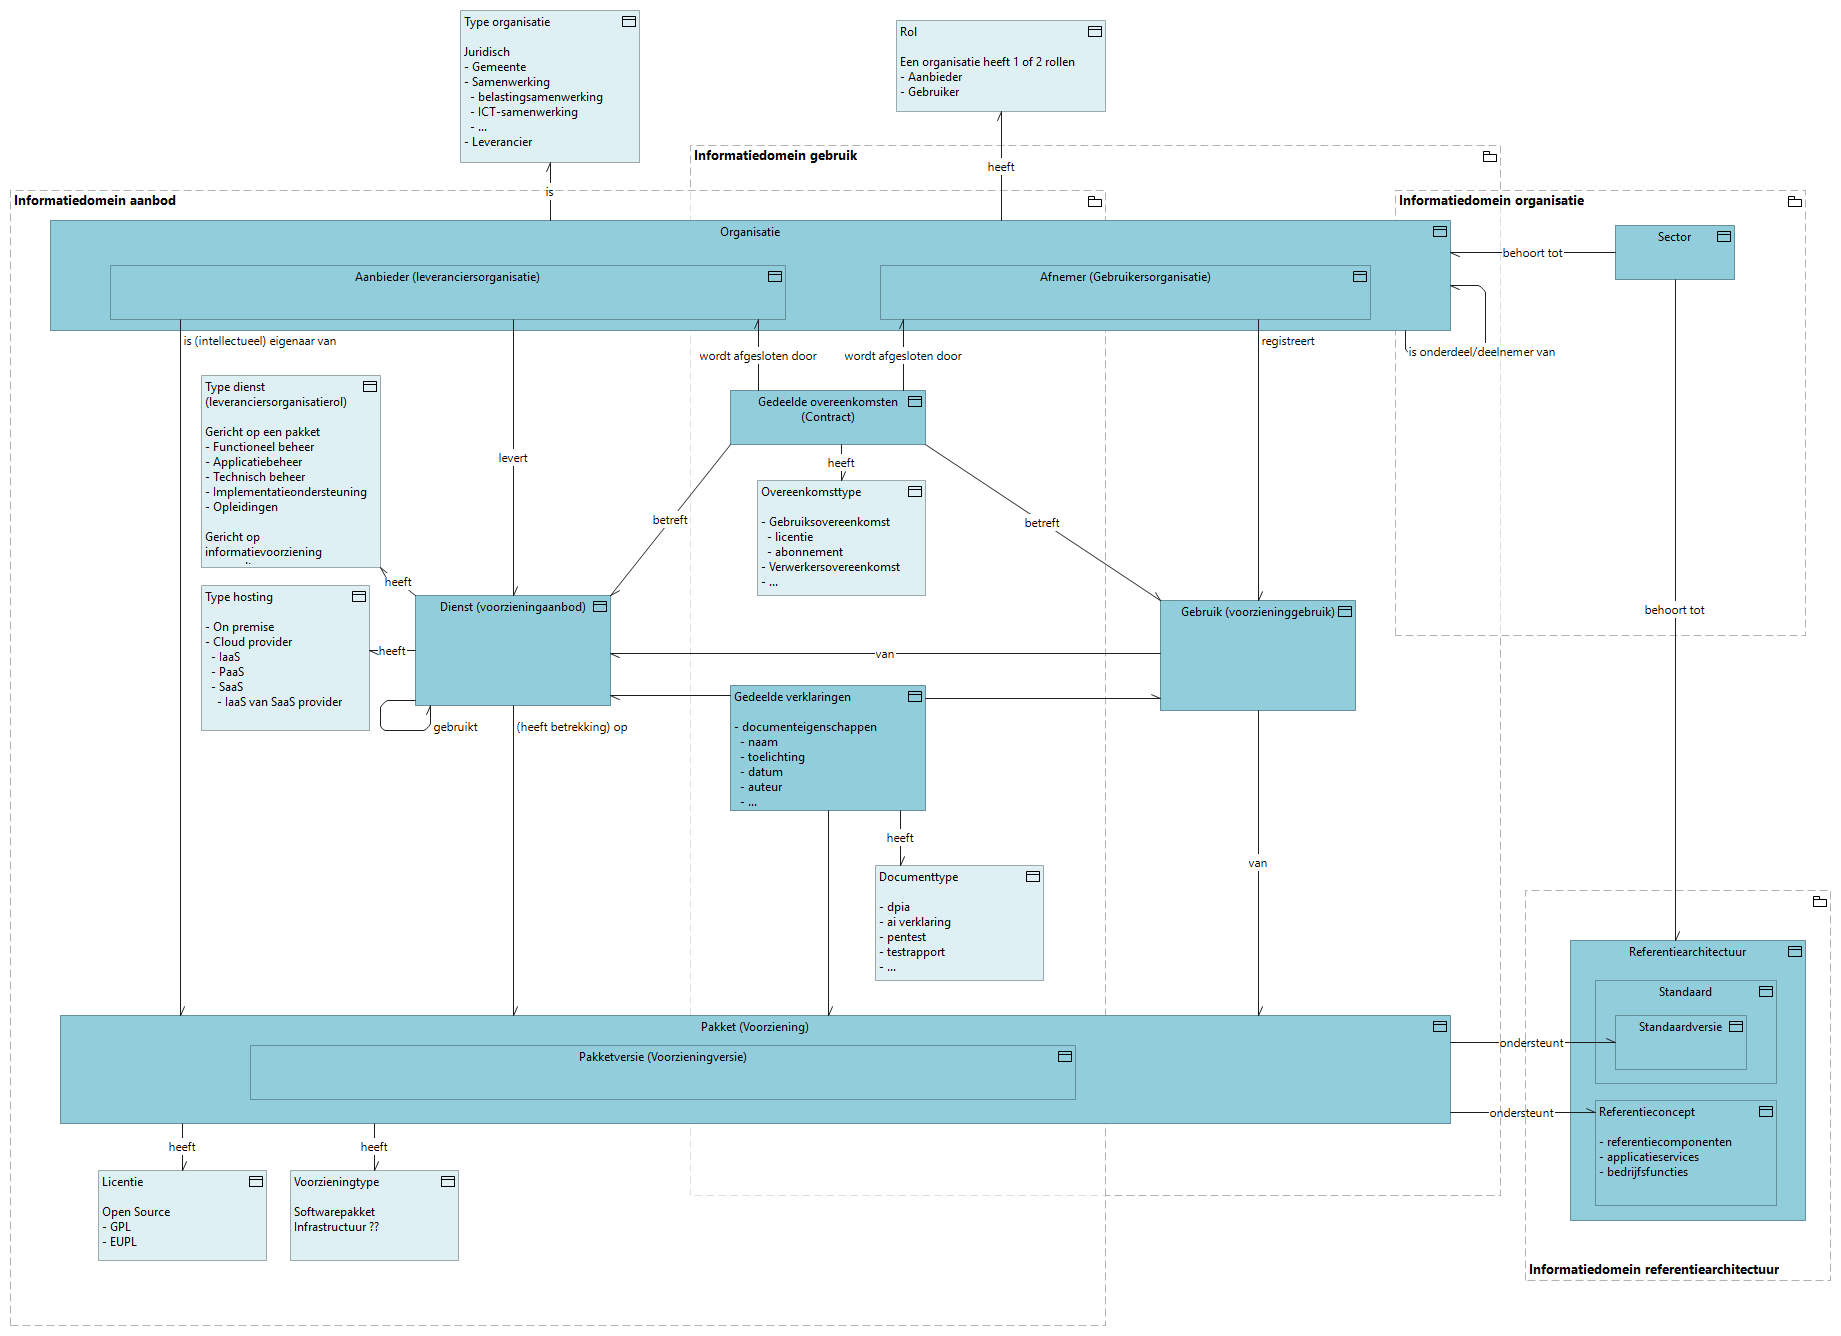 Type organisatie
Juridisch
- Gemeente
- Samenwerking
- belastingsamenwerking
- ICT-samenwerking
- ...
- Leverancier
Rol
Een organisatie heeft 1 of 2 rollen
- Aanbieder
- Gebruiker
Informatiedomein gebruik
heeft
is
Informatiedomein aanbod
Informatiedomein organisatie
Organisatie
Sector
behoort tot
Aanbieder (leveranciersorganisatie)
Afnemer (Gebruikersorganisatie)
is (intellectueel) eigenaar van
wordt afgesloten door
wordt afgesloten door
registreert
is onderdeel/deelnemer van
Type dienst
(leveranciersorganisatierol)
Gericht op een pakket
- Functioneel beheer
- Applicatiebeheer
- Technisch beheer
- Implementatieondersteuning
- Opleidingen
Gericht op
informatievoorziening
levert
Gedeelde overeenkomsten
(Contract)
heeft
betreft
betreft
Overeenkomsttype
- Gebruiksovereenkomst
- licentie
- abonnement
- Verwerkersovereenkomst
- ...
heeft
Type hosting
- On premise
- Cloud provider
- IaaS
- PaaS
- SaaS
- IaaS van SaaS provider
heeft
Dienst (voorzieningaanbod)
Gebruik (voorzieninggebruik)
behoort tot
van
gebruikt
(heeft betrekking) op
Gedeelde verklaringen
- documenteigenschappen
- naam
- toelichting
- datum
- auteur
- ...
heeft
van
Documenttype
- dpia
- ai verklaring
- pentest
- testrapport
- ...
Referentiearchitectuur
Standaard
Standaardversie
Pakket (Voorziening)
Pakketversie (Voorzieningversie)
ondersteunt
ondersteunt
Referentieconcept
- referentiecomponenten
- applicatieservices
- bedrijfsfuncties
heeft
heeft
Licentie
Open Source
- GPL
- EUPL
Voorzieningtype
Softwarepakket
Infrastructuur ??
Informatiedomein referentiearchitectuur